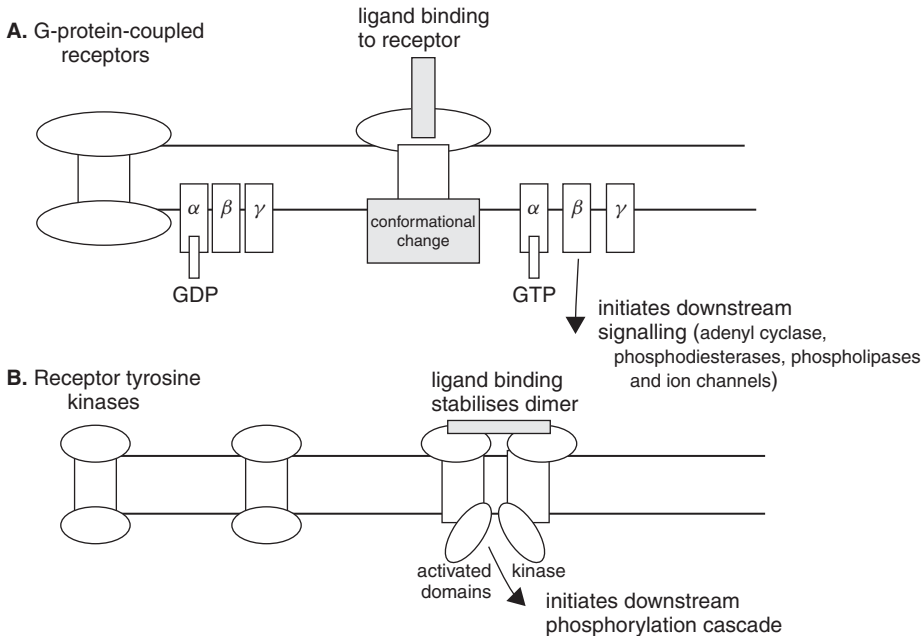 A. G-protein-coupled
receptors
ligand binding
to receptor
α β γ
GDP
conformational
change
α β γ
GTP
initiates downstream
signalling (adenyl cyclase,
phosphodiesterases, phospholipases
and ion channels)
B. Receptor tyrosine
kinases
ligand binding
stabilises dimer
activated
domains
kinase
initiates downstream
phosphorylation cascade